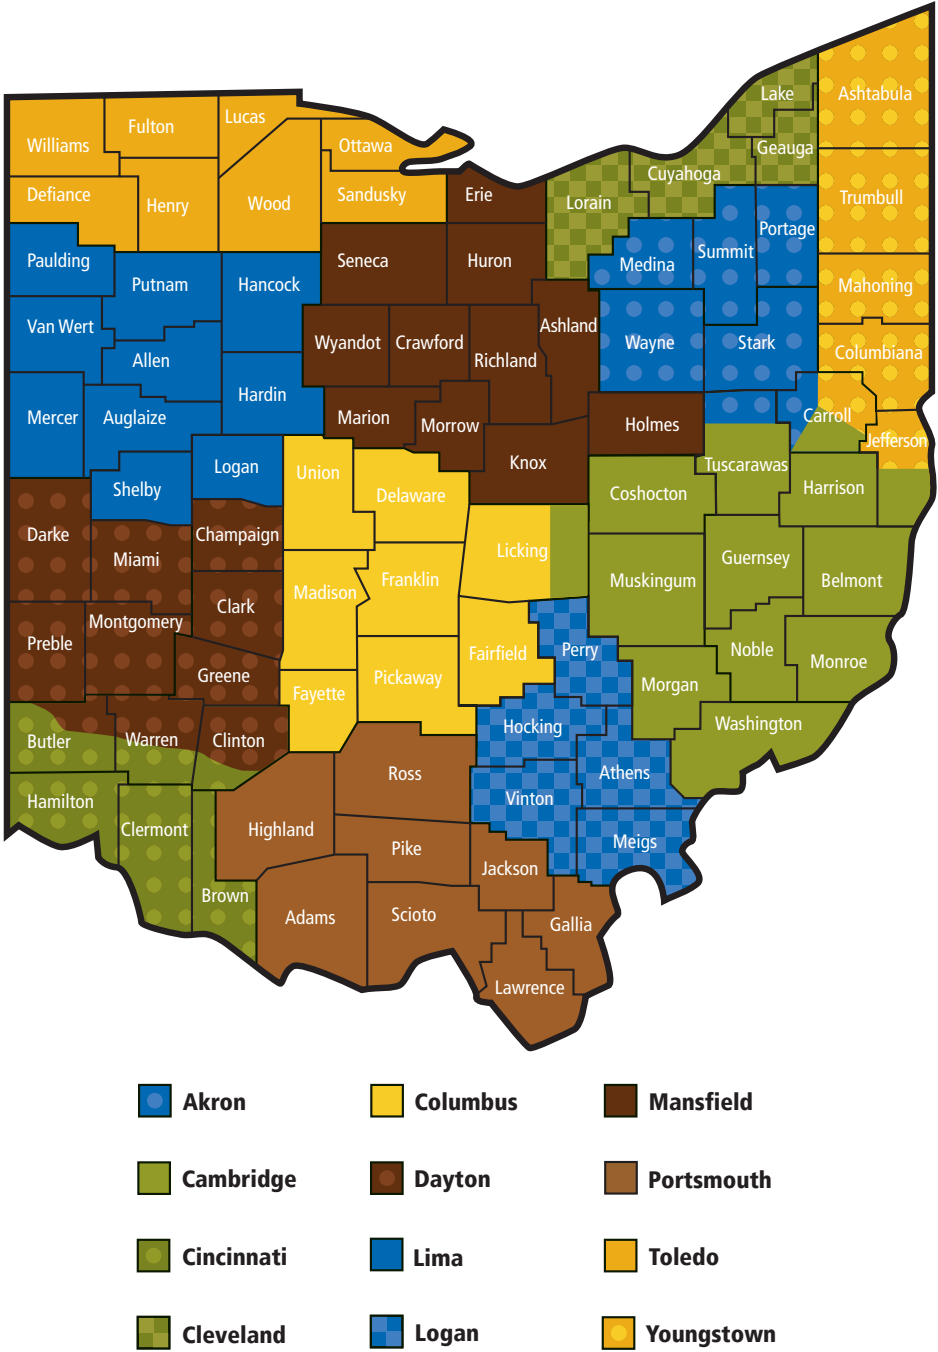 Lake
Ashtabula
Lucas
Fulton
Williams
Ottawa
Geauga
Cuyahoga
Defiance
Sandusky
Erie
Trumbull
Henry
Wood
Lorain
Portage
Summit
Paulding
Seneca
Huron
Medina
Putnam
Hancock
Mahoning
Van Wert
Ashland
Wyandot
Crawford
Wayne
Stark
Columbiana
Allen
Richland
Hardin
Mercer
Auglaize
Marion
Morrow
Holmes
Carroll
Jefferson
Logan
Union
Knox
Tuscarawas
Shelby
Delaware
Coshocton
Harrison
Darke
Champaign
Licking
Miami
Guernsey
Franklin
Muskingum
Belmont
Madison
Clark
Montgomery
Preble
Fairfield
Perry
Noble
Monroe
Greene
Pickaway
Morgan
Fayette
Washington
Hocking
Butler
Warren
Clinton
Ross
Athens
Hamilton
Vinton
Clermont
Highland
Meigs
Pike
Jackson
Brown
Adams
Scioto
Gallia
Lawrence
Akron
Columbus
Mansfield
Cambridge
Dayton
Portsmouth
Cincinnati
Lima
Toledo
Cleveland
Logan
Youngstown